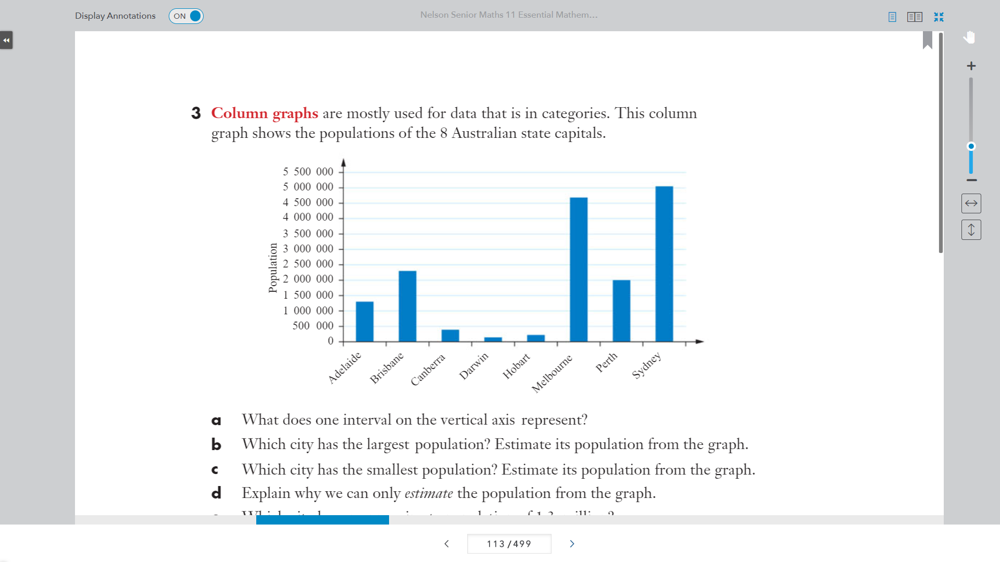 Display Annotations ON
Nelson Senior Maths 11 Essential Mathem...
3 Column graphs are mostly used for data that is in categories. This column
graph shows the populations of the 8 Australian state capitals.
Population
5 500 000
5 000 000
4 500 000
4 000 000
3 500 000
3 000 000
2 500 000
2 000 000
1 500 000
1 000 000
500 000
0
Adelaide
Brisbane
Canberra
Darwin
Hobart
Melbourne
Perth
Sydney
a What does one interval on the vertical axis represent?
b Which city has the largest population? Estimate its population from the graph.
c Which city has the smallest population? Estimate its population from the graph.
d Explain why we can only estimate the population from the graph.
113 /499